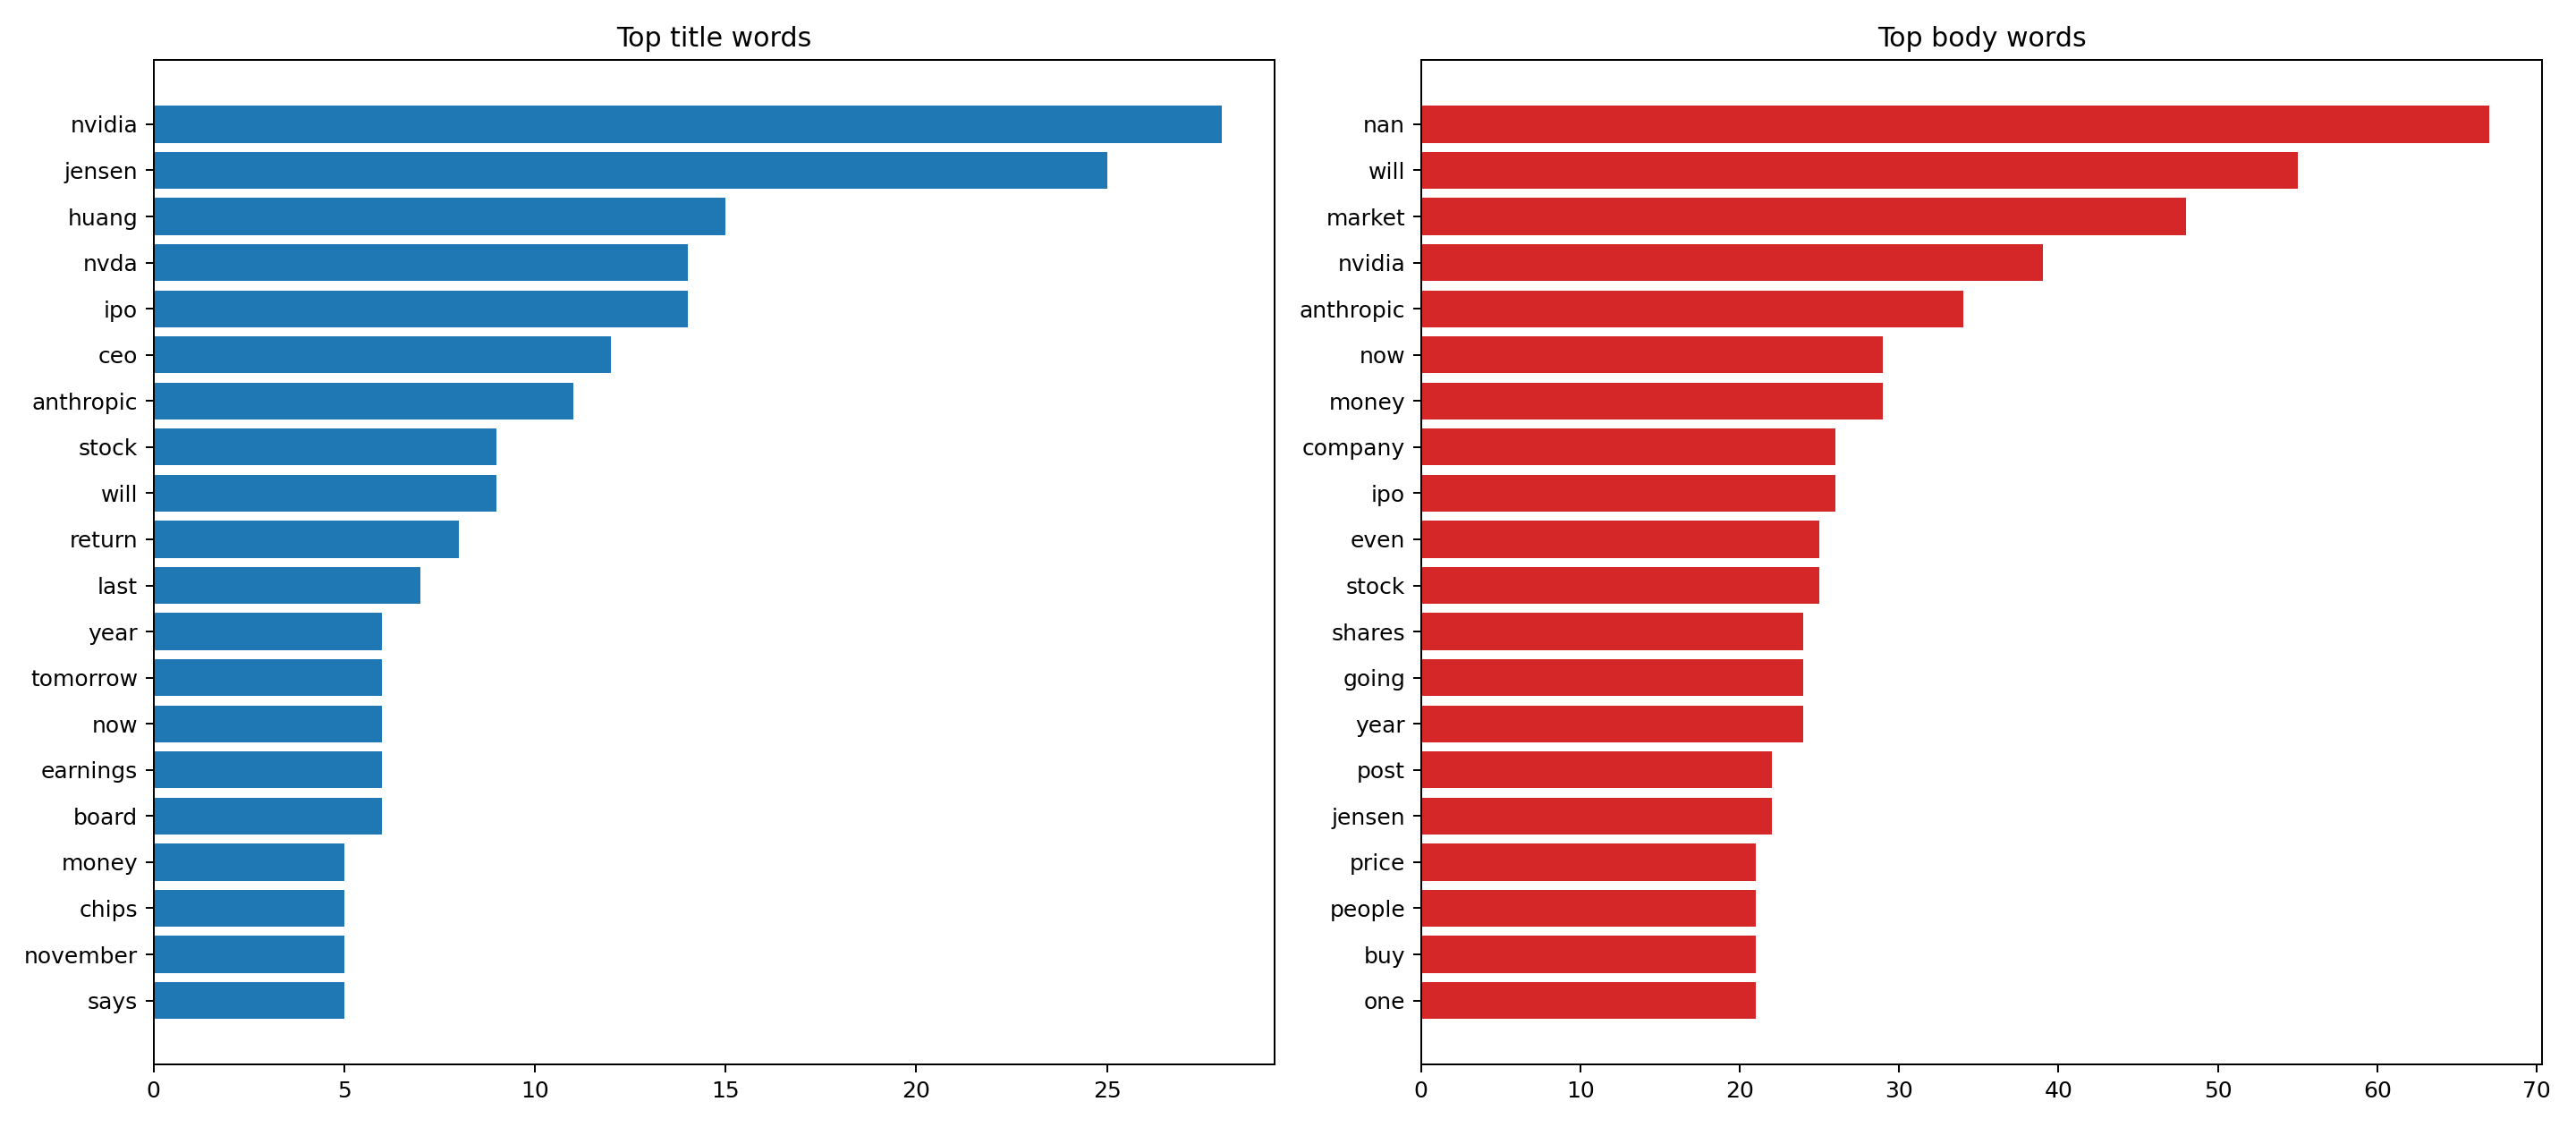 Top title words
nvidia
jensen
huang
nvda
ipo
ceo
anthropic
stock
will
return
last
year
tomorrow
now
earnings
board
money
chips
november
says
0 5 10 15 20 25
Top body words
nan
will
market
nvidia
anthropic
now
money
company
ipo
even
stock
shares
going
year
post
jensen
price
people
buy
one
0 10 20 30 40 50 60 70